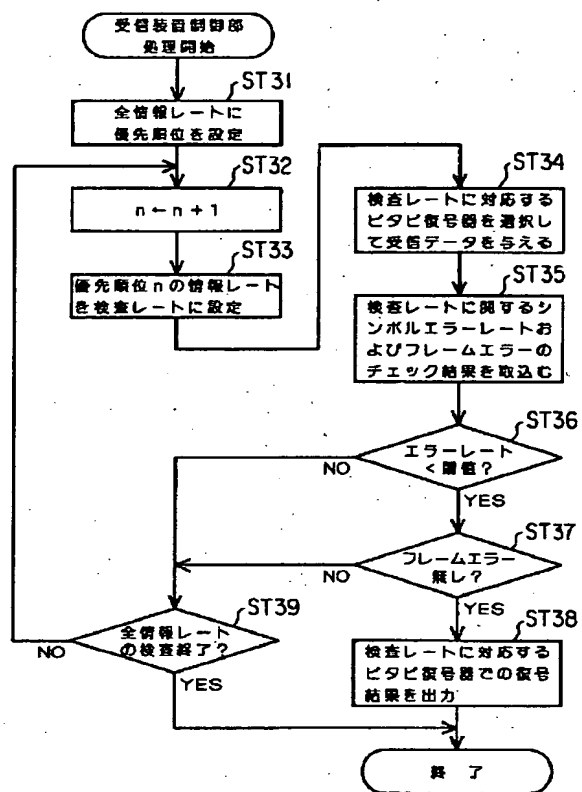 受信装置制御部
処理開始
ST31
全情報レートに
優先順位を設定
ST32
n←n+1
ST33
優先順位nの情報レート
を検査レートに設定
ST34
検査レートに対応する
ビタビ復号器を選択し
て受信データを与える
ST35
検査レートに関するシ
ンボルエラーレートお
よびフレームエラーの
チェック結果を取込む
ST36
エラーレート
<閾値?
NO
YES
ST37
フレームエラー
無し?
NO
YES
ST38
検査レートに対応する
ビタビ復号器での復号
結果を出力
ST39
全情報レート
の検査終了?
NO
YES
終了